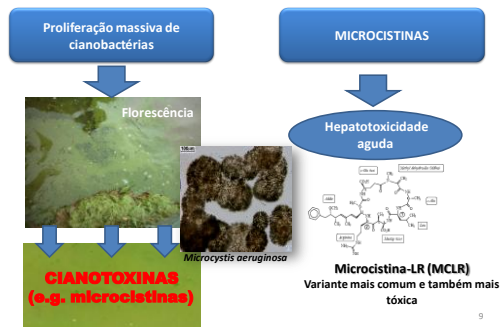 Proliferação massiva de
cianobactérias
Florescência
100µm
Microcystis aeruginosa
CIANOTOXINAS
(e.g. microcistinas)
MICROCISTINAS
Hepatotoxicidade
aguda
Microcistina-LR (MCLR)
Variante mais comum e também mais
tóxica
9